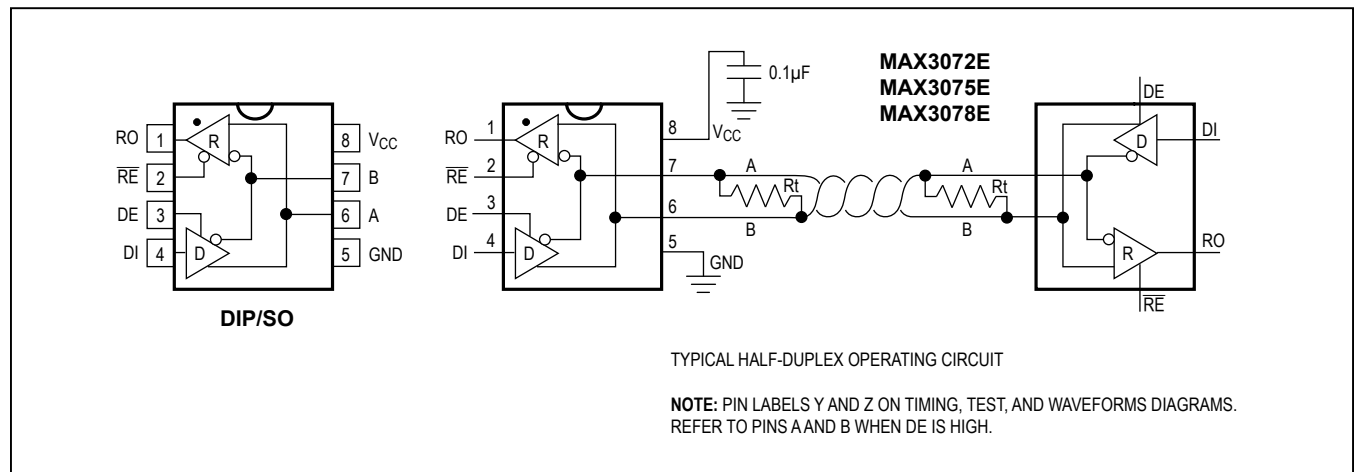 MAX3072E
MAX3075E
MAX3078E
0.1µF
RO 1
R
8 VCC
RE 2
7 B
DE 3
6 A
DI 4
D
5 GND
DIP/SO
RO 1
R
8
VCC
RE 2
7
A
Rt
DE 3
6
B
DI 4
D
5
GND
A
Rt
B
DE
D
DI
R
RO
RE
TYPICAL HALF-DUPLEX OPERATING CIRCUIT
NOTE: PIN LABELS Y AND Z ON TIMING, TEST, AND WAVEFORMS DIAGRAMS.
REFER TO PINS A AND B WHEN DE IS HIGH.